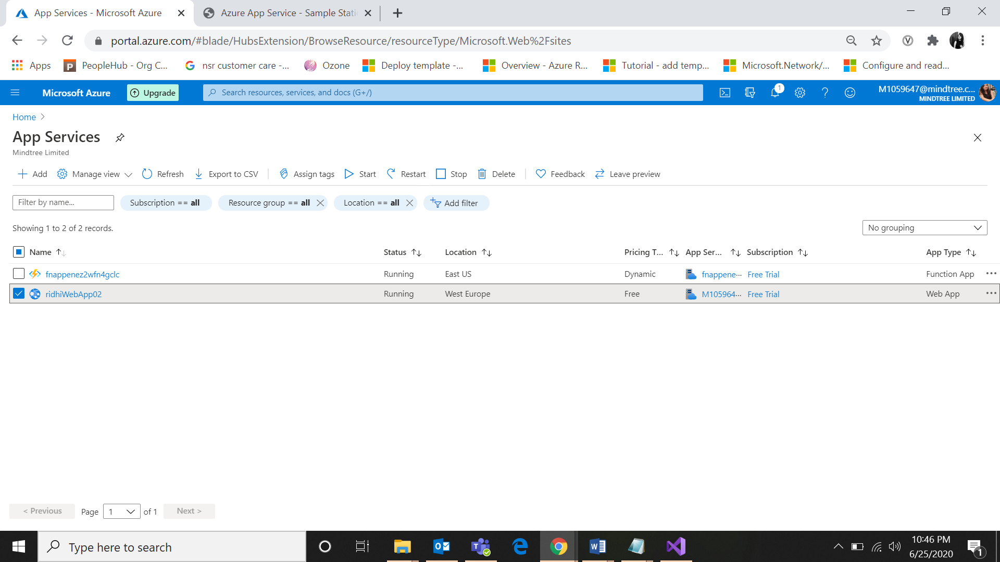 App Services - Microsoft Azure
Azure App Service - Sample Stati
portal.azure.com/#blade/HubsExtension/BrowseResource/resourceType/Microsoft.Web%2Fsites
Apps PeopleHub - Org C... nsr customer care -... Ozone Deploy template -... Overview - Azure R... Tutorial - add temp... Microsoft.Network/... Configure and read...
Microsoft Azure Upgrade Search resources, services, and docs (G+/) 1 M1059647@mindtree.c...
MINDTREE LIMITED
Home >
App Services
Mindtree Limited
Add Manage view Refresh Export to CSV Assign tags Start Restart Stop Delete Feedback Leave preview
Filter by name... Subscription == all Resource group == all Location == all Add filter
Showing 1 to 2 of 2 records. No grouping
Name Status Location Pricing T... App Ser... Subscription App Type
fnappenez2wfn4gclc Running East US Dynamic fnappene... Free Trial Function App ...
ridhiWebApp02 Running West Europe Free M105964... Free Trial Web App ...
< Previous Page 1 of 1 Next >
Type here to search
10:46 PM
6/25/2020
1